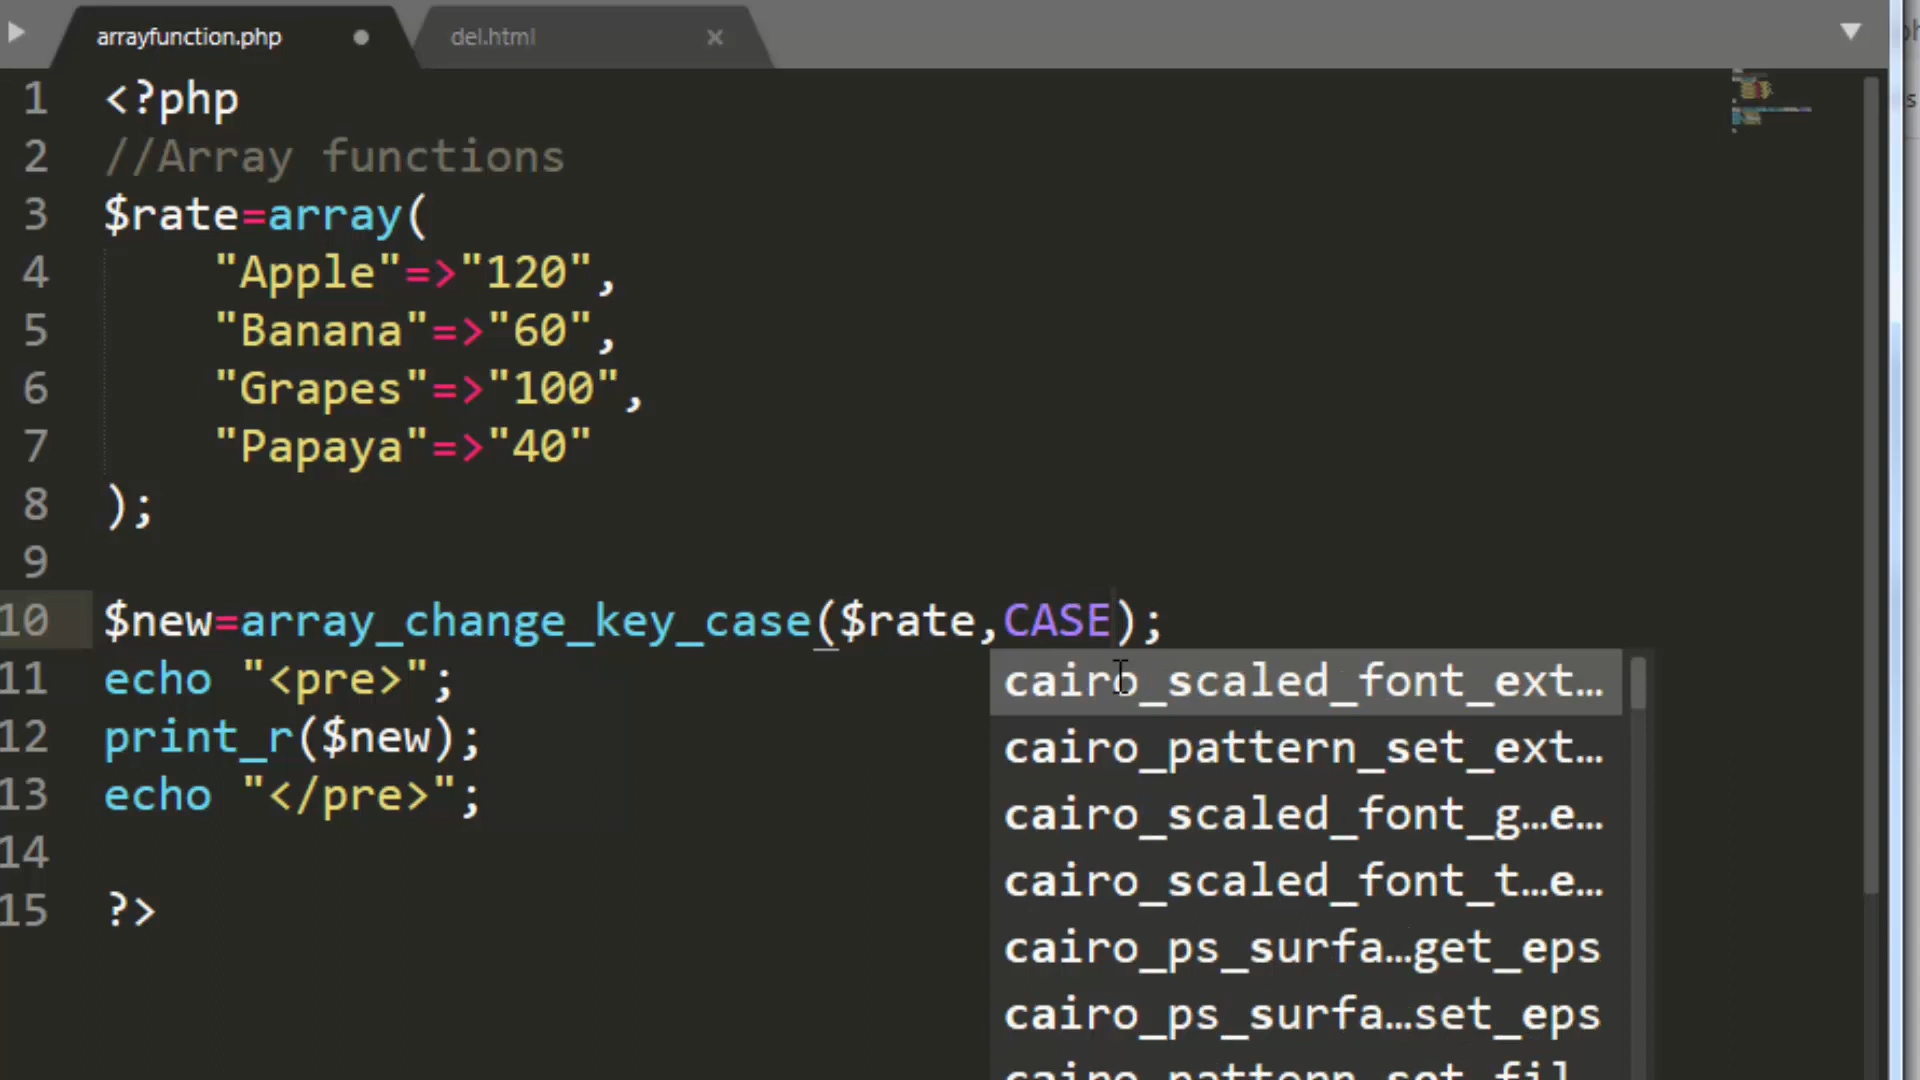 arrayfunction.php
del.html
1 <?php
2 //Array functions
3 $rate=array(
4 "Apple"=>"120",
5 "Banana"=>"60",
6 "Grapes"=>"100",
7 "Papaya"=>"40"
8 );
9
10 $new=array_change_key_case($rate,CASE);
11 echo "<pre>";
12 print_r($new);
13 echo "</pre>";
14
15 ?>
cairo_scaled_font_ext…
cairo_pattern_set_ext…
cairo_scaled_font_g…e…
cairo_scaled_font_t…e…
cairo_ps_surfa…get_eps
cairo_ps_surfa…set_eps